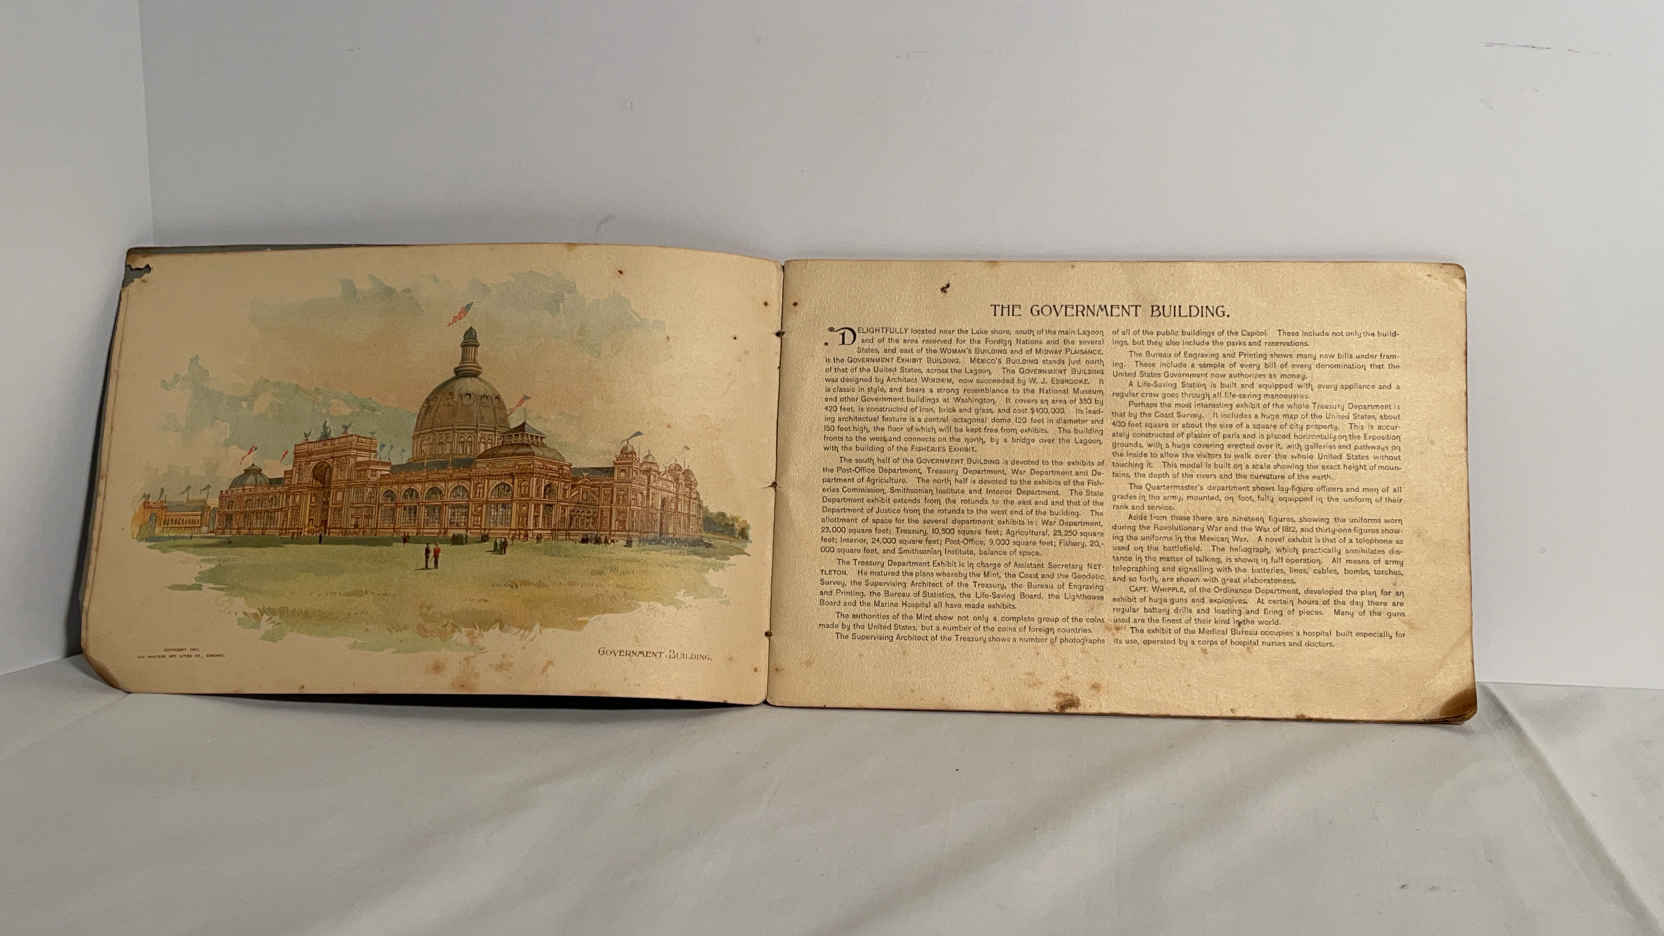 COPYRIGHT 1891,
GOVERNMENT BUILDING.
THE GOVERNMENT BUILDING.
DELIGHTFULLY located near the Lake shore, south of the main Lagoon
and of the area reserved for the Foreign Nations and the several
States, and east of the WOMAN'S BUILDING and of MIDWAY PLAISANCE,
is the GOVERNMENT EXHIBIT BUILDING. MEXICO'S BUILDING stands just north
of that of the United States, across the Lagoon. The GOVERNMENT BUILDING
was designed by Architect WINDRIM, now succeeded by W. J. EDBROOKE. It
is classic in style, and bears a strong resemblance to the National Museum
and other Government buildings at Washington. It covers an area of 350 by
420 feet, is constructed of iron, brick and glass, and cost $400,000. Its lead-
ing architectural feature is a central octagonal dome 120 feet in diameter and
150 feet high, the floor of which will be kept free from exhibits. The building
fronts to the west and connects on the north, by a bridge over the Lagoon,
with the building of the FISHERIES EXHIBIT.
The south half of the GOVERNMENT BUILDING is devoted to the exhibits of
the Post-Office Department, Treasury Department, War Department and De-
partment of Agriculture. The north half is devoted to the exhibits of the Fish-
eries Commission, Smithsonian Institute and Interior Department. The State
Department exhibit extends from the rotunda to the east end and that of the
Department of Justice from the rotunda to the west end of the building. The
allotment of space for the several department exhibits is: War Department,
23,000 square feet; Treasury, 10,500 square feet; Agricultural, 23,250 square
feet; Interior, 24,000 square feet; Post-Office, 9,000 square feet; Fishery, 20,-
000 square feet, and Smithsonian Institute, balance of space.
The Treasury Department Exhibit is in charge of Assistant Secretary NET-
TLETON. He matured the plans whereby the Mint, the Coast and the Geodetic
Survey, the Supervising Architect of the Treasury, the Bureau of Engraving
and Printing, the Bureau of Statistics, the Life-Saving Board, the Lighthouse
Board and the Marine Hospital all have made exhibits.
The authorities of the Mint show not only a complete group of the coins
made by the United States, but a number of the coins of foreign countries.
The Supervising Architect of the Treasury shows a number of photographs
of all of the public buildings of the Capitol. These include not only the build-
ings, but they also include the parks and reservations.
The Bureau of Engraving and Printing shows many new bills under fram-
ing. These include a sample of every bill of every denomination that the
United States Government now authorizes as money.
A Life-Saving Station is built and equipped with every appliance and a
regular crew goes through all life-saving manoeuvres.
Perhaps the most interesting exhibit of the whole Treasury Department is
that by the Coast Survey. It includes a huge map of the United States, about
400 feet square or about the size of a square of city property. This is accur-
ately constructed of plaster of paris and is placed horizontally on the Exposition
grounds, with a huge covering erected over it, with galleries and pathways on
the inside to allow the visitors to walk over the whole United States without
touching it. This model is built on a scale showing the exact height of moun-
tains, the depth of the rivers and the curvature of the earth.
The Quartermaster's department shows lay-figure officers and men of all
grades in the army, mounted, on foot, fully equipped in the uniform of their
rank and service.
Aside from these there are nineteen figures, showing the uniforms worn
during the Revolutionary War and the War of 1812, and thirty-one figures show-
ing the uniforms in the Mexican War. A novel exhibit is that of a telephone as
used on the battlefield. The heliograph, which practically annihilates dis-
tance in the matter of talking, is shown in full operation. All means of army
telegraphing and signalling with the batteries, lines, cables, bombs, torches,
and so forth, are shown with great elaborateness.
CAPT. WHIPPLE, of the Ordinance Department, developed the plan for an
exhibit of huge guns and explosives. At certain hours of the day there are
regular battery drills and loading and firing of pieces. Many of the guns
used are the finest of their kind in the world.
The exhibit of the Medical Bureau occupies a hospital built especially for
its use, operated by a corps of hospital nurses and doctors.